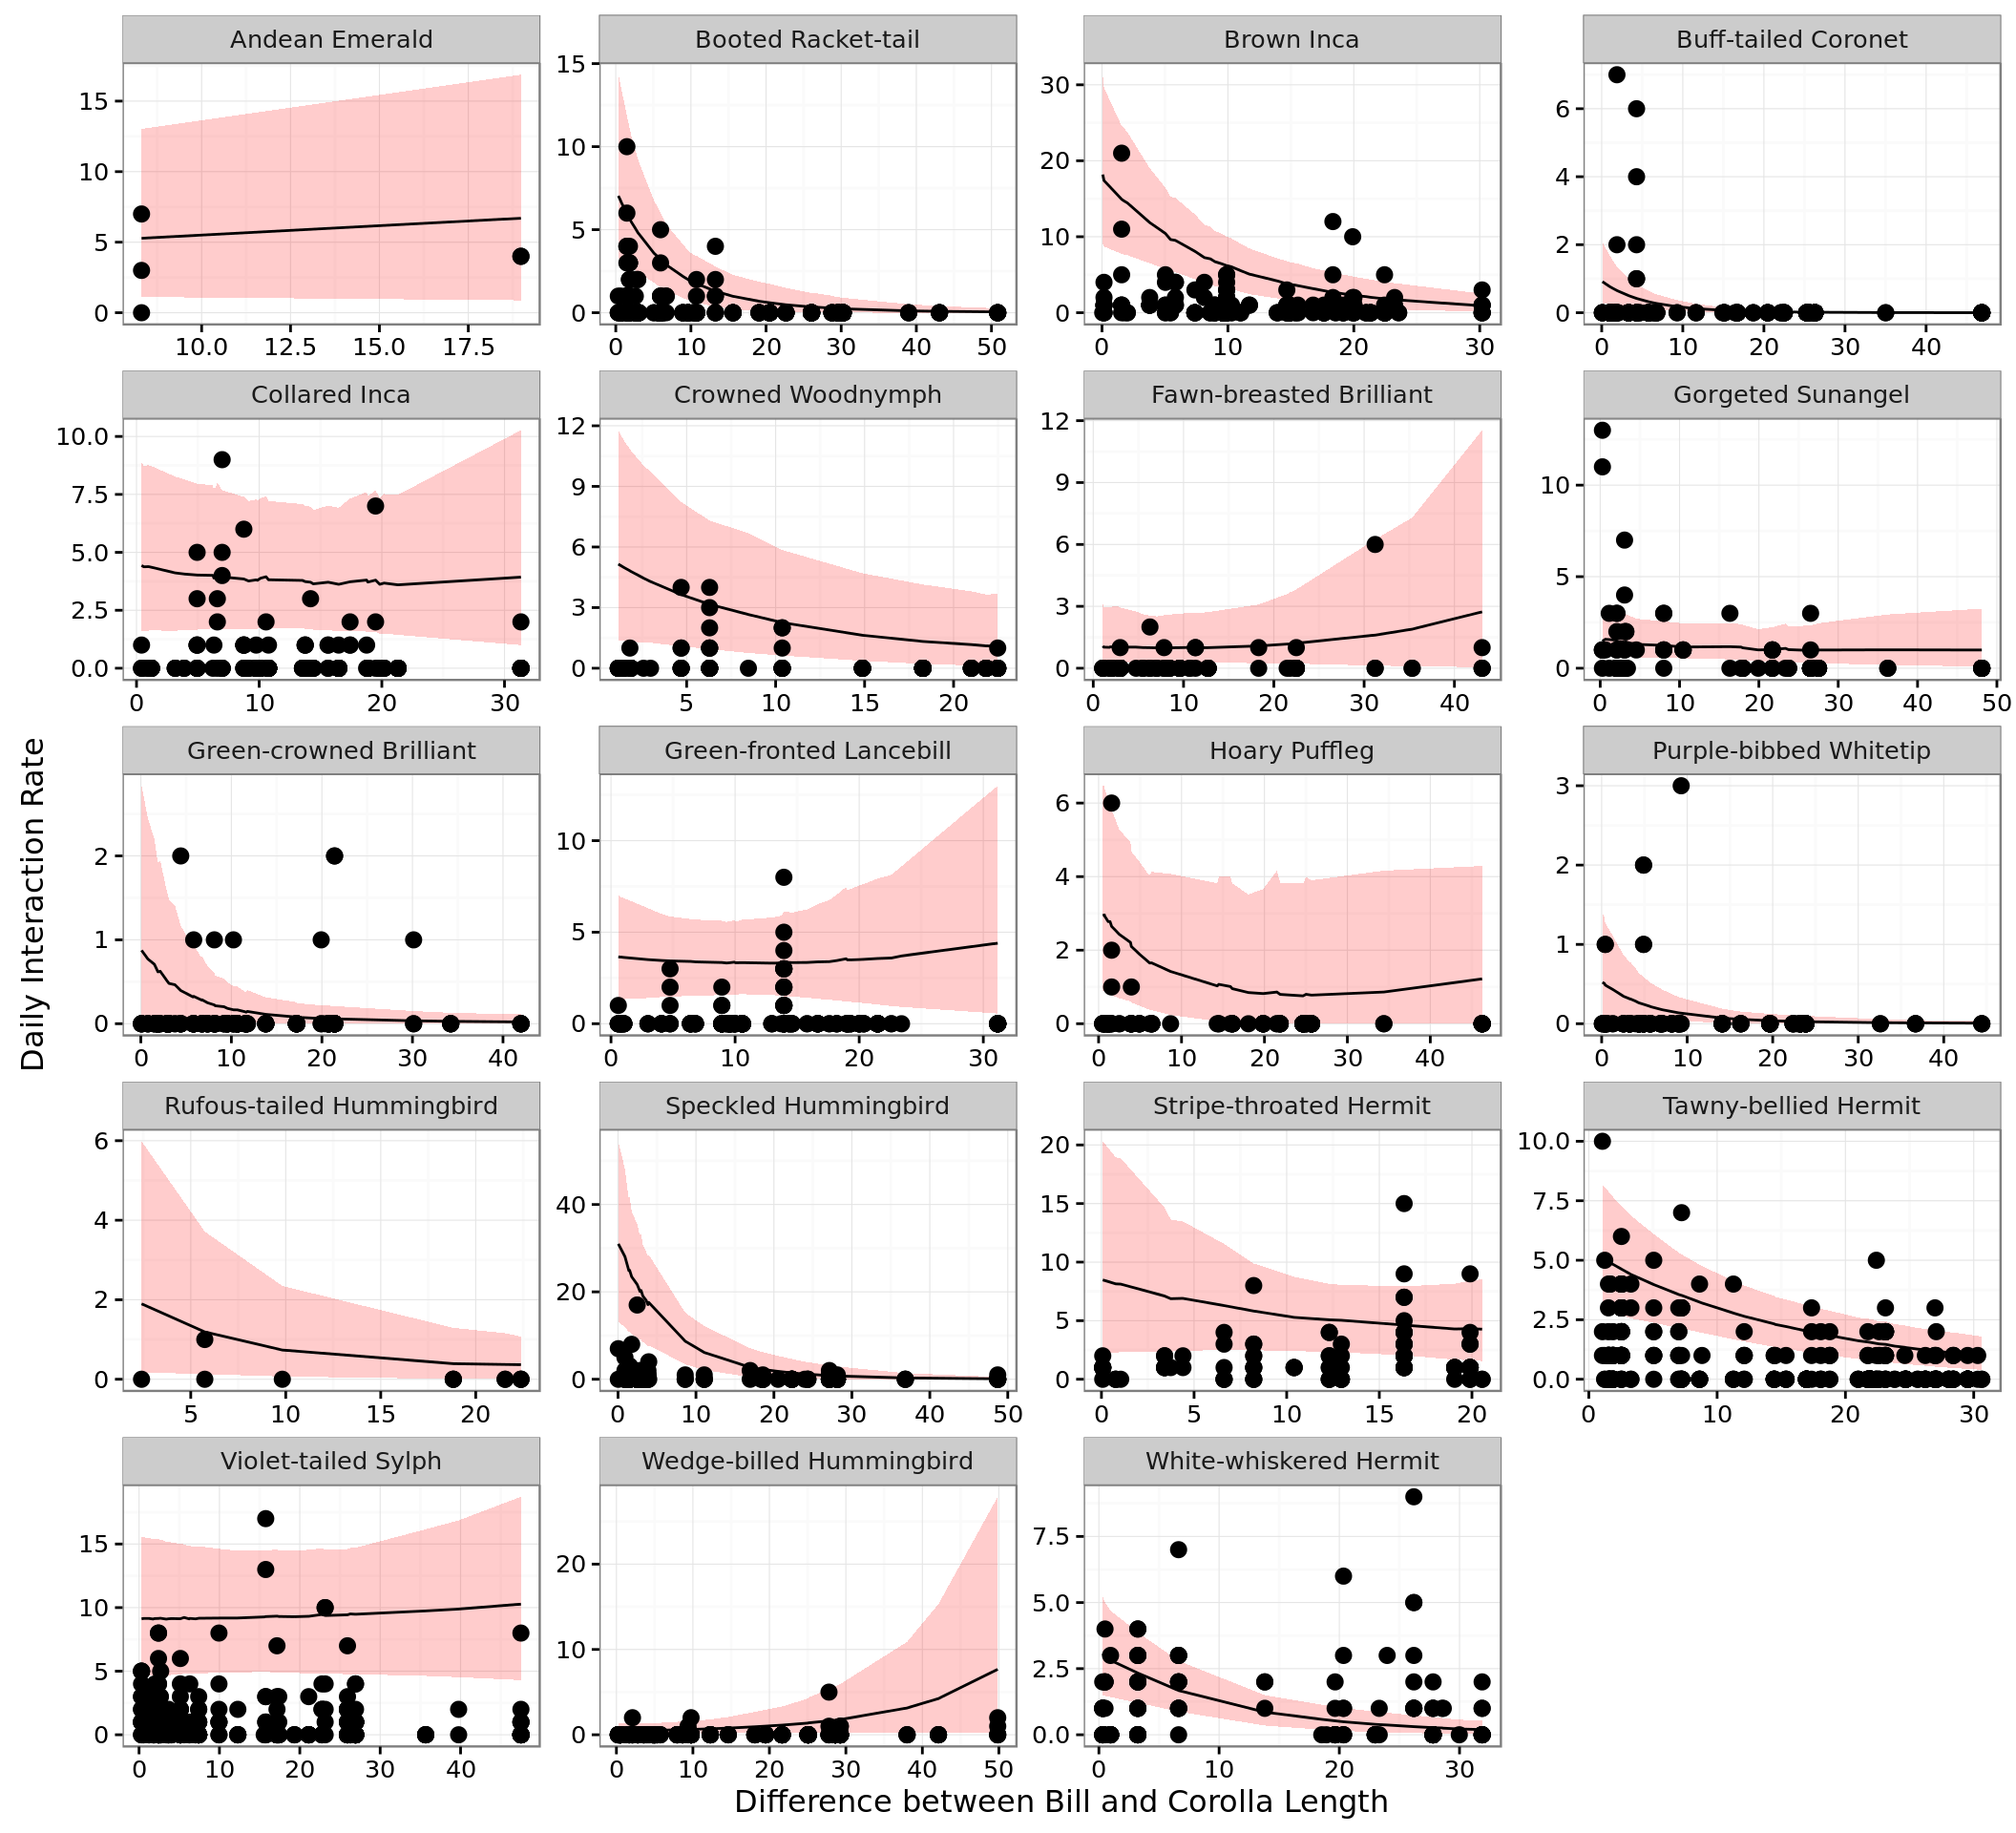 Andean Emerald
Booted Racket-tail
Brown Inca
Buff-tailed Coronet
15
10
5
0
10.0 12.5 15.0 17.5
15
10
5
0
0 10 20 30 40 50
30
20
10
0
0 10 20 30
6
4
2
0
0 10 20 30 40
Collared Inca
Crowned Woodnymph
Fawn-breasted Brilliant
Gorgeted Sunangel
10.0
7.5
5.0
2.5
0.0
0 10 20 30
12
9
6
3
0
5 10 15 20
12
9
6
3
0
0 10 20 30 40
10
5
0
0 10 20 30 40 50
Daily Interaction Rate
Green-crowned Brilliant
Green-fronted Lancebill
Hoary Puffleg
Purple-bibbed Whitetip
2
1
0
0 10 20 30 40
10
5
0
0 10 20 30
6
4
2
0
0 10 20 30 40
3
2
1
0
0 10 20 30 40
Rufous-tailed Hummingbird
Speckled Hummingbird
Stripe-throated Hermit
Tawny-bellied Hermit
6
4
2
0
5 10 15 20
40
20
0
0 10 20 30 40 50
20
15
10
5
0
0 5 10 15 20
10.0
7.5
5.0
2.5
0.0
0 10 20 30
Violet-tailed Sylph
Wedge-billed Hummingbird
White-whiskered Hermit
15
10
5
0
0 10 20 30 40
20
10
0
0 10 20 30 40 50
7.5
5.0
2.5
0.0
0 10 20 30
Difference between Bill and Corolla Length